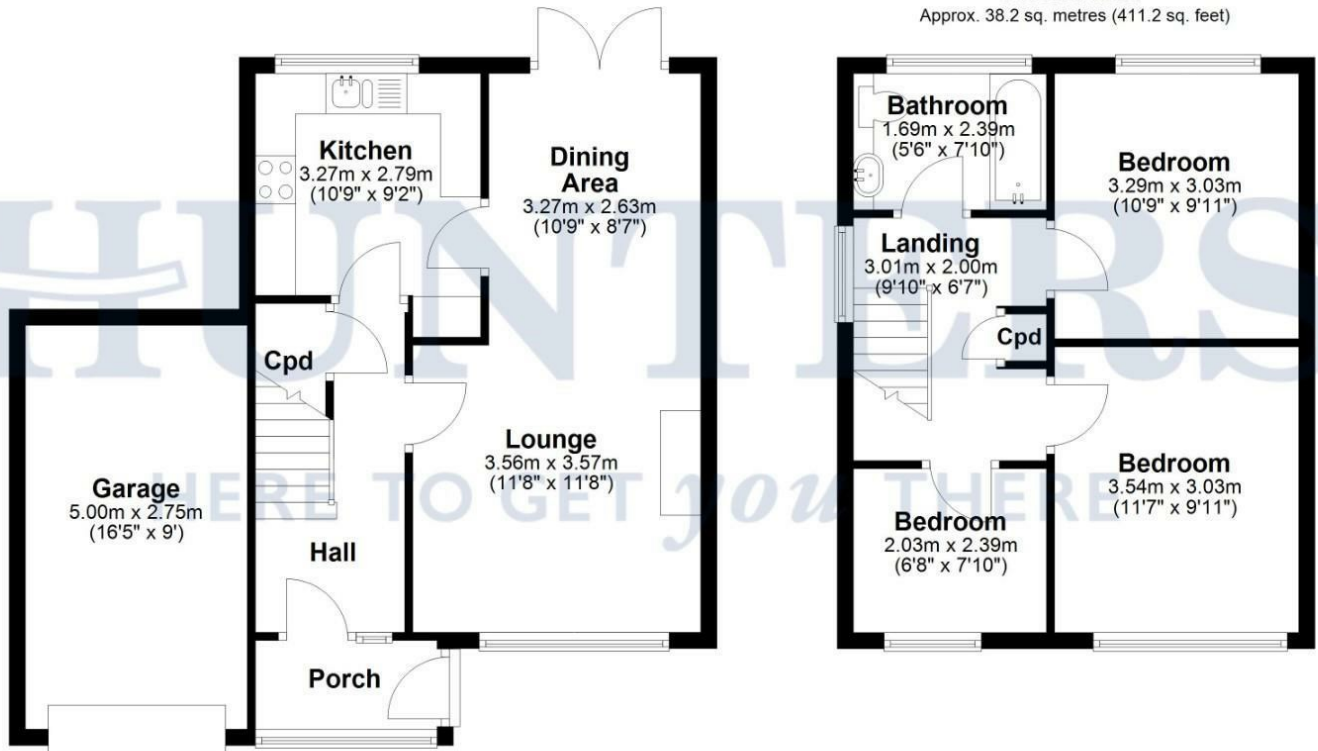 Approx. 38.2 sq. metres (411.2 sq. feet)
Kitchen
3.27m x 2.79m
(10'9" x 9'2")
Dining
Area
3.27m x 2.63m
(10'9" x 8'7")
Cpd
Lounge
3.56m x 3.57m
(11'8" x 11'8")
Garage
5.00m x 2.75m
(16'5" x 9')
Hall
Porch
Bathroom
1.69m x 2.39m
(5'6" x 7'10")
Bedroom
3.29m x 3.03m
(10'9" x 9'11")
Landing
3.01m x 2.00m
(9'10" x 6'7")
Cpd
Bedroom
3.54m x 3.03m
(11'7" x 9'11")
Bedroom
2.03m x 2.39m
(6'8" x 7'10")
HUNTERS
HERE TO GET you THERE